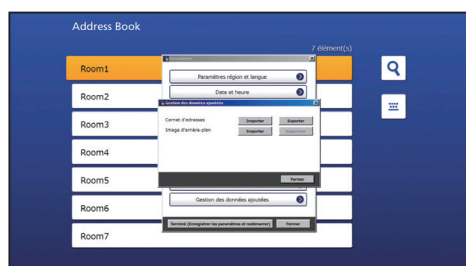 Address Book
7 élément(s)
Room1
Room2
Room3
Room4
Room5
Room6
Room7
Paramètres
Paramètres région et langue
Date et heure
Gestion des données ajoutées
Carnet d'adresses
Importer
Exporter
Image d'arrière-plan
Importer
Supprimer
Fermer
Gestion des données ajoutées
Terminé (Enregistrer les paramètres et redémarrer)
Fermer